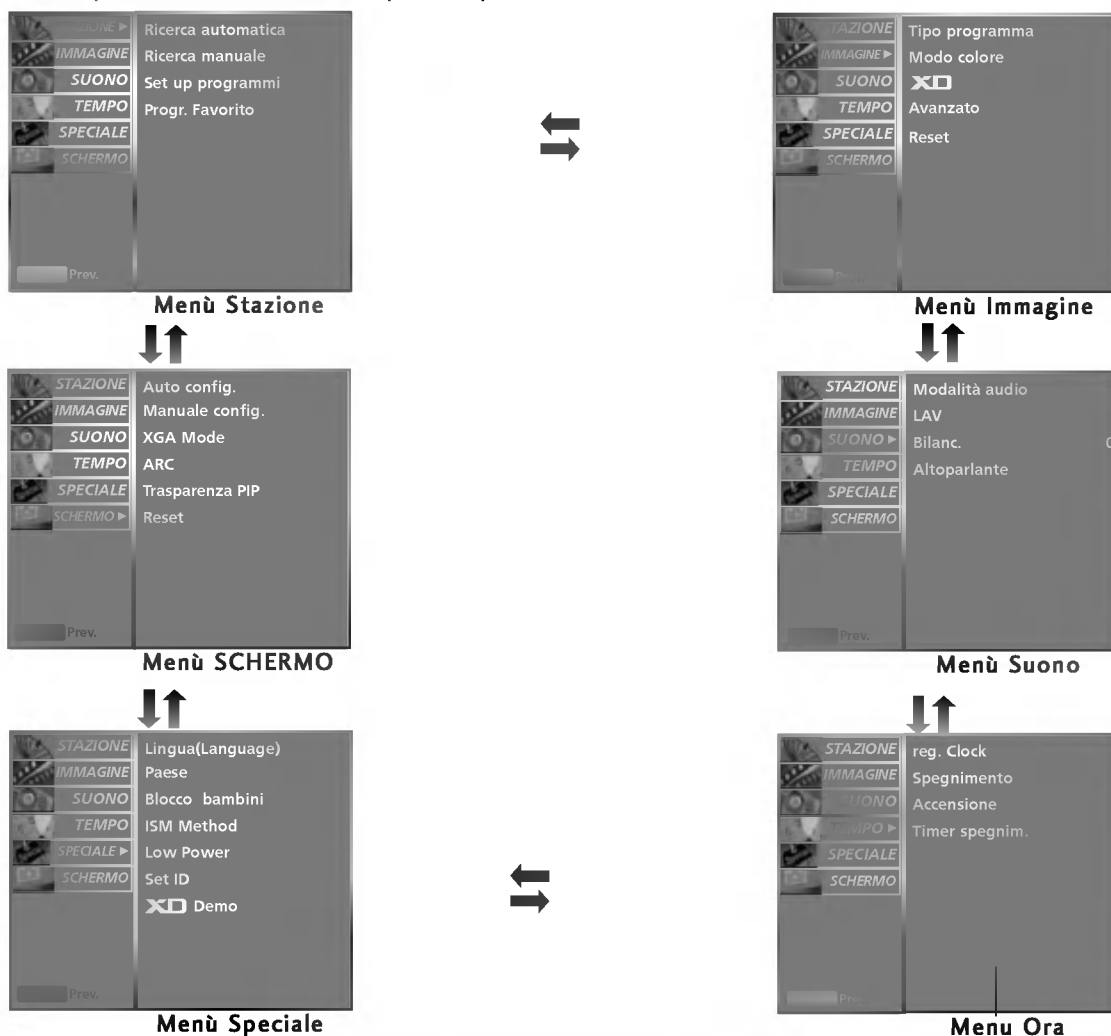 STAZIONE ►
IMMAGINE
SUONO
TEMPO
SPECIALE
SCHERMO
Ricerca automatica
Ricerca manuale
Set up programmi
Progr. Favorito
Prev.
Menù Stazione
STAZIONE
IMMAGINE ►
SUONO
TEMPO
SPECIALE
SCHERMO
Tipo programma
Modo colore
XD
Avanzato
Reset
Prev.
Menù Immagine
STAZIONE
IMMAGINE
SUONO
TEMPO
SPECIALE
SCHERMO ►
Auto config.
Manuale config.
XGA Mode
ARC
Trasparenza PIP
Reset
Prev.
Menù SCHERMO
STAZIONE
IMMAGINE
SUONO ►
TEMPO
SPECIALE
SCHERMO
Modalità audio
LAV
Bilanc. 0
Altoparlante
Prev.
Menù Suono
STAZIONE
IMMAGINE
SUONO
TEMPO
SPECIALE ►
SCHERMO
Lingua(Language)
Paese
Blocco bambini
ISM Method
Low Power
Set ID
XD Demo
Prev.
Menù Speciale
STAZIONE
IMMAGINE
SUONO
TEMPO ►
SPECIALE
SCHERMO
reg. Clock
Spegnimento
Accensione
Timer spegnim.
Prev.
Menu Ora